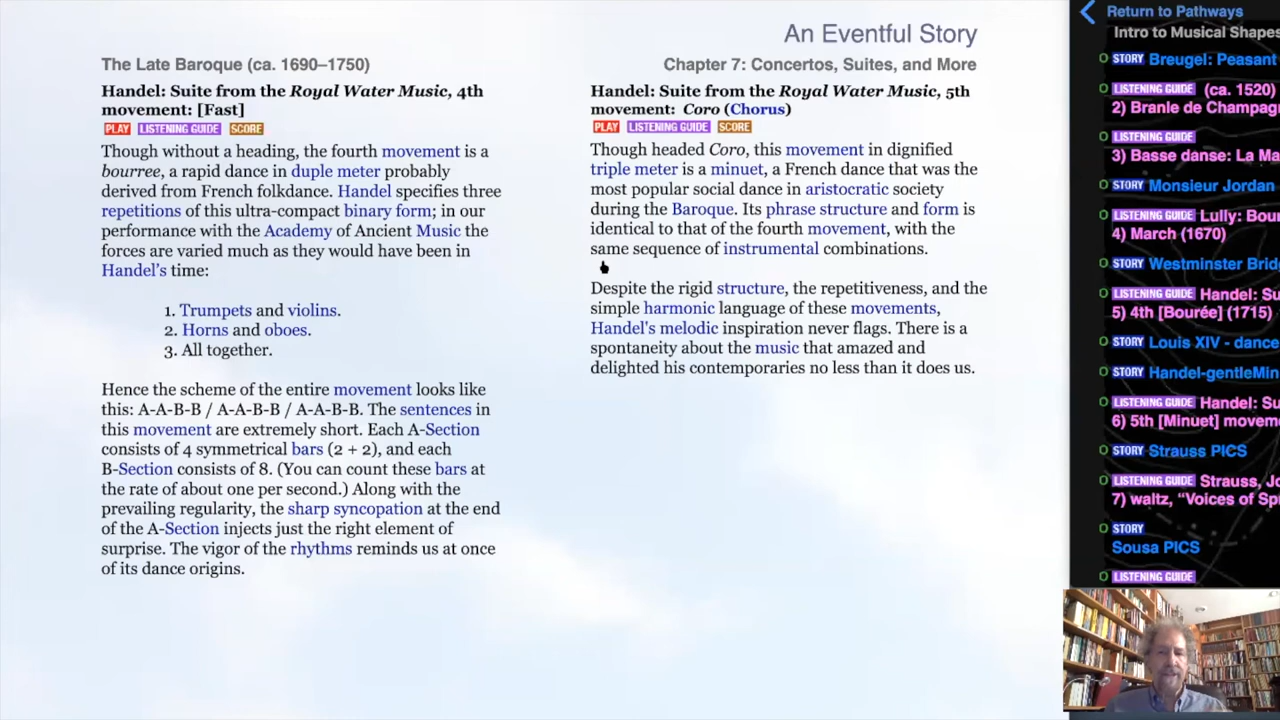 An Eventful Story
The Late Baroque (ca. 1690–1750)
Chapter 7: Concertos, Suites, and More
Handel: Suite from the Royal Water Music, 4th
movement: [Fast]
PLAY LISTENING GUIDE SCORE
Though without a heading, the fourth movement is a
bourree, a rapid dance in duple meter probably
derived from French folkdance. Handel specifies three
repetitions of this ultra-compact binary form; in our
performance with the Academy of Ancient Music the
forces are varied much as they would have been in
Handel's time:
1. Trumpets and violins.
2. Horns and oboes.
3. All together.
Hence the scheme of the entire movement looks like
this: A-A-B-B / A-A-B-B / A-A-B-B. The sentences in
this movement are extremely short. Each A-Section
consists of 4 symmetrical bars (2 + 2), and each
B-Section consists of 8. (You can count these bars at
the rate of about one per second.) Along with the
prevailing regularity, the sharp syncopation at the end
of the A-Section injects just the right element of
surprise. The vigor of the rhythms reminds us at once
of its dance origins.
Handel: Suite from the Royal Water Music, 5th
movement: Coro (Chorus)
PLAY LISTENING GUIDE SCORE
Though headed Coro, this movement in dignified
triple meter is a minuet, a French dance that was the
most popular social dance in aristocratic society
during the Baroque. Its phrase structure and form is
identical to that of the fourth movement, with the
same sequence of instrumental combinations.
Despite the rigid structure, the repetitiveness, and the
simple harmonic language of these movements,
Handel's melodic inspiration never flags. There is a
spontaneity about the music that amazed and
delighted his contemporaries no less than it does us.
Return to Pathways
Intro to Musical Shapes
STORY Breugel: Peasant
LISTENING GUIDE (ca. 1520)
2) Branle de Champag
LISTENING GUIDE
3) Basse danse: La Ma
STORY Monsieur Jordan
LISTENING GUIDE Lully: Bour
4) March (1670)
STORY Westminster Brid
LISTENING GUIDE Handel: Su
5) 4th [Bourée] (1715)
STORY Louis XIV - dance
STORY Handel-gentleMin
LISTENING GUIDE Handel: Su
6) 5th [Minuet] movem
STORY Strauss PICS
LISTENING GUIDE Strauss, Jo
7) waltz, “Voices of Sp
STORY
Sousa PICS
LISTENING GUIDE